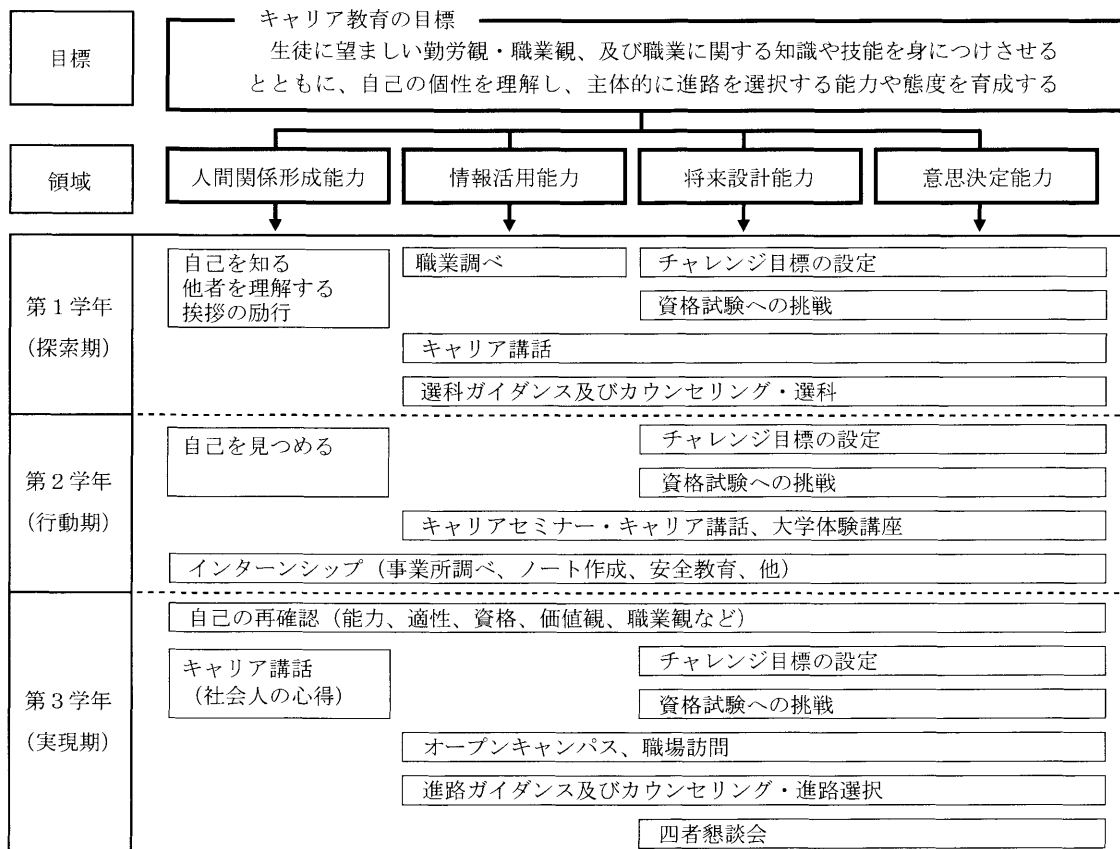 キャリア教育の目標
目標
生徒に望ましい勤労観・職業観、及び職業に関する知識や技能を身につけさせる
とともに、自己の個性を理解し、主体的に進路を選択する能力や態度を育成する
領域
人間関係形成能力
情報活用能力
将来設計能力
意思決定能力
第1学年
(探索期)
自己を知る
他者を理解する
挨拶の励行
職業調べ
チャレンジ目標の設定
資格試験への挑戦
キャリア講話
選科ガイダンス及びカウンセリング・選科
第2学年
(行動期)
自己を見つめる
チャレンジ目標の設定
資格試験への挑戦
キャリアセミナー・キャリア講話、大学体験講座
インターンシップ(事業所調べ、ノート作成、安全教育、他)
第3学年
(実現期)
自己の再確認(能力、適性、資格、価値観、職業観など)
キャリア講話
(社会人の心得)
チャレンジ目標の設定
資格試験への挑戦
オープンキャンパス、職場訪問
進路ガイダンス及びカウンセリング・進路選択
四者懇談会